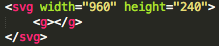 <svg width="960" height="240">
<g></g>
</svg>